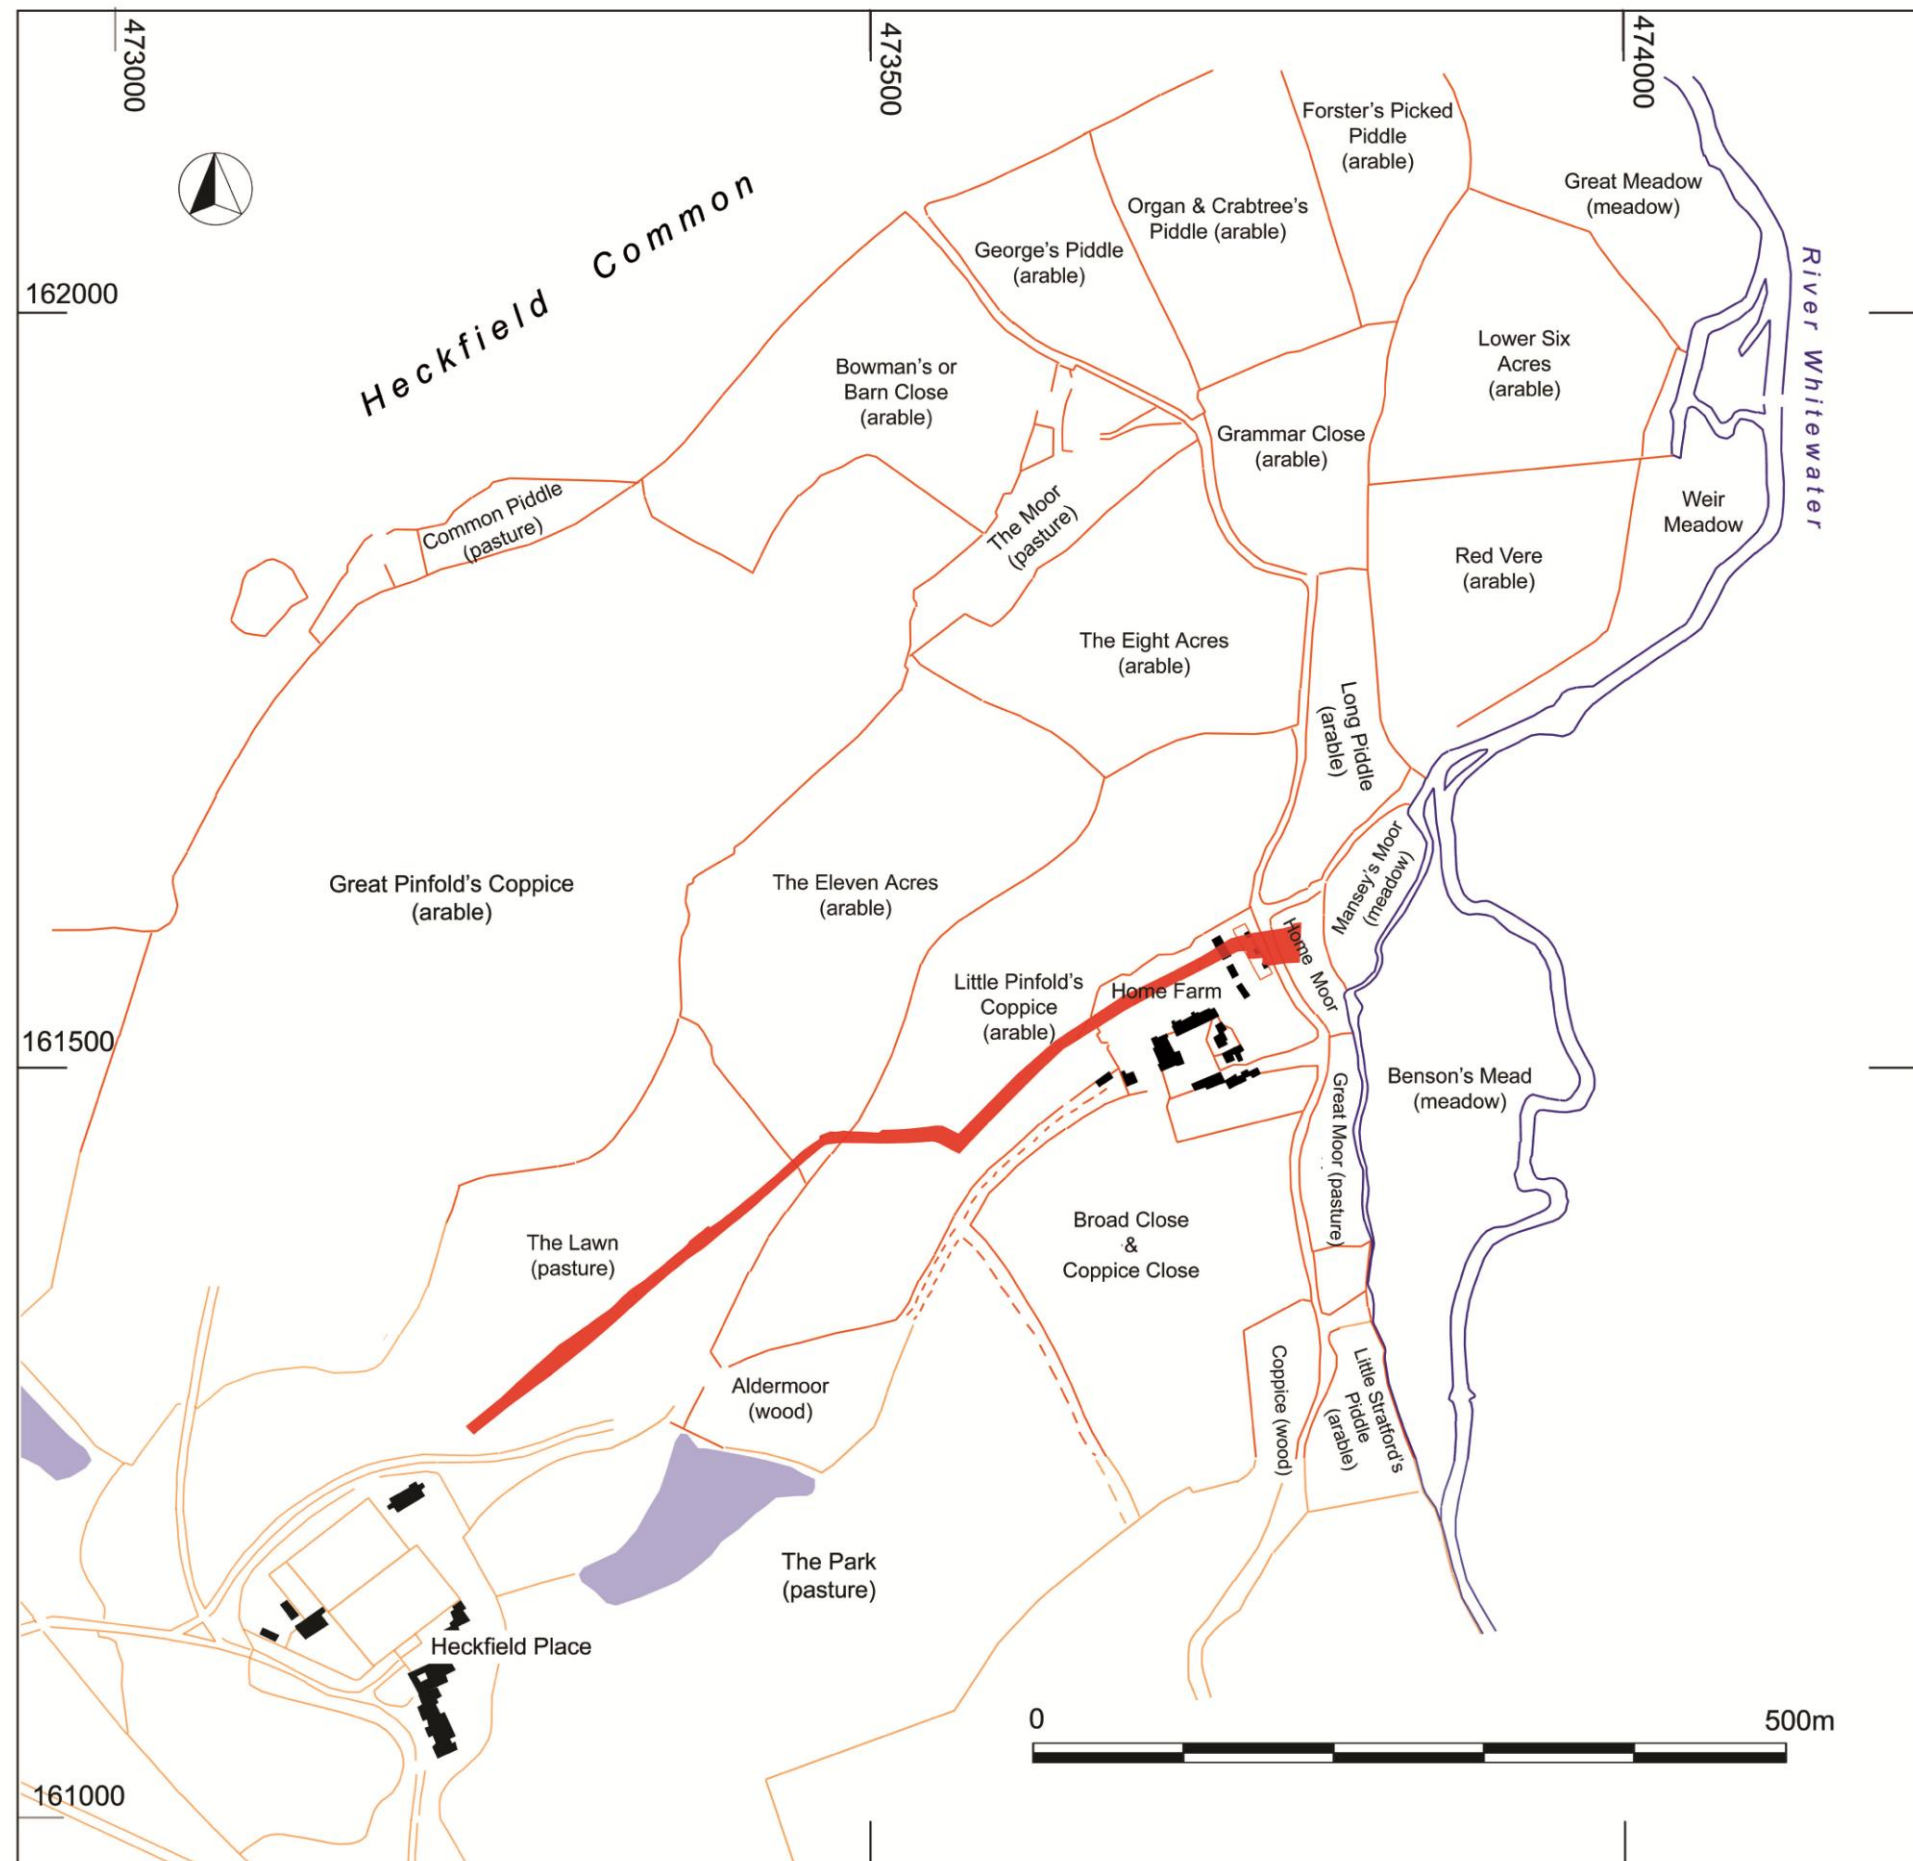 473000
473500
474000
Forster's Picked
Piddle
(arable)
Great Meadow
(meadow)
Organ & Crabtree's
Piddle (arable)
Heckfield Common
George's Piddle
(arable)
River Whitewater
162000
Lower Six
Acres
(arable)
Bowman's or
Barn Close
(arable)
Grammar Close
(arable)
Common Piddle
(pasture)
The Moor
(pasture)
Weir
Meadow
Red Vere
(arable)
The Eight Acres
(arable)
Long Piddle
(arable)
Mansey's Moor
(meadow)
Great Pinfold's Coppice
(arable)
The Eleven Acres
(arable)
Home Moor
Little Pinfold's
Coppice
(arable)
Home Farm
161500
Benson's Mead
(meadow)
Great Moor (pasture)
Broad Close
&
Coppice Close
The Lawn
(pasture)
Coppice (wood)
Little Stratford's
Piddle
(arable)
Aldermoor
(wood)
The Park
(pasture)
Heckfield Place
0
500m
161000